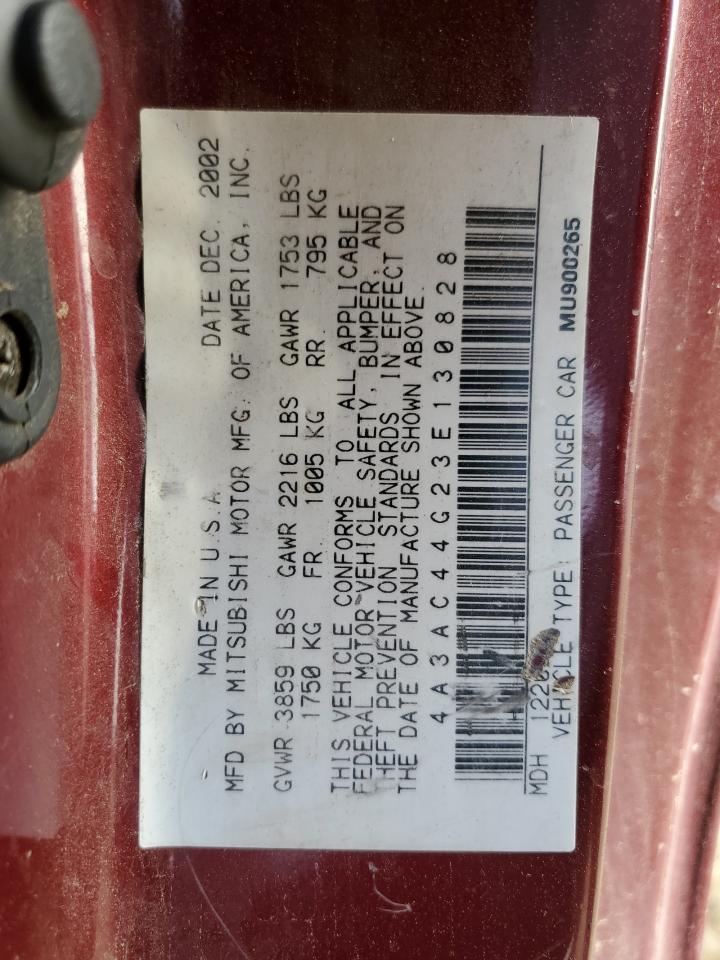 MADE IN U.S.A. DATE DEC. 2002
MFD BY MITSUBISHI MOTOR MFG. OF AMERICA, INC.
GVWR 3859 LBS GAWR 2216 LBS GAWR 1753 LBS
1750 KG FR. 1005 KG RR. 795 KG
THIS VEHICLE CONFORMS TO ALL APPLICABLE
FEDERAL MOTOR VEHICLE SAFETY, BUMPER, AND
THEFT PREVENTION STANDARDS IN EFFECT ON
THE DATE OF MANUFACTURE SHOWN ABOVE.
4A3AC44G23E130828
MDH
VEHICLE TYPE: PASSENGER CAR MU900265